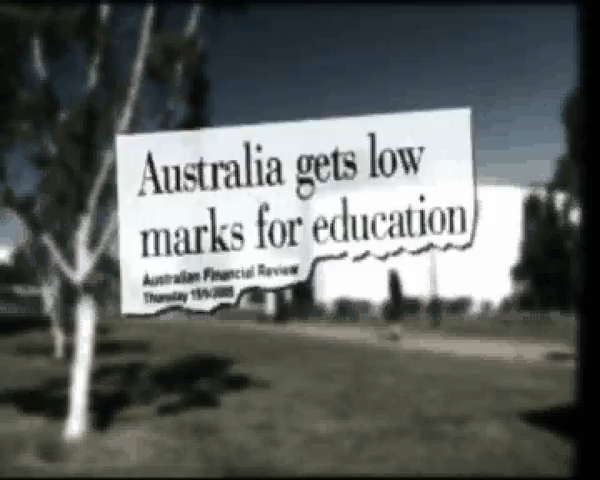 Australia gets low
marks for education
Australian Financial Review
Thursday